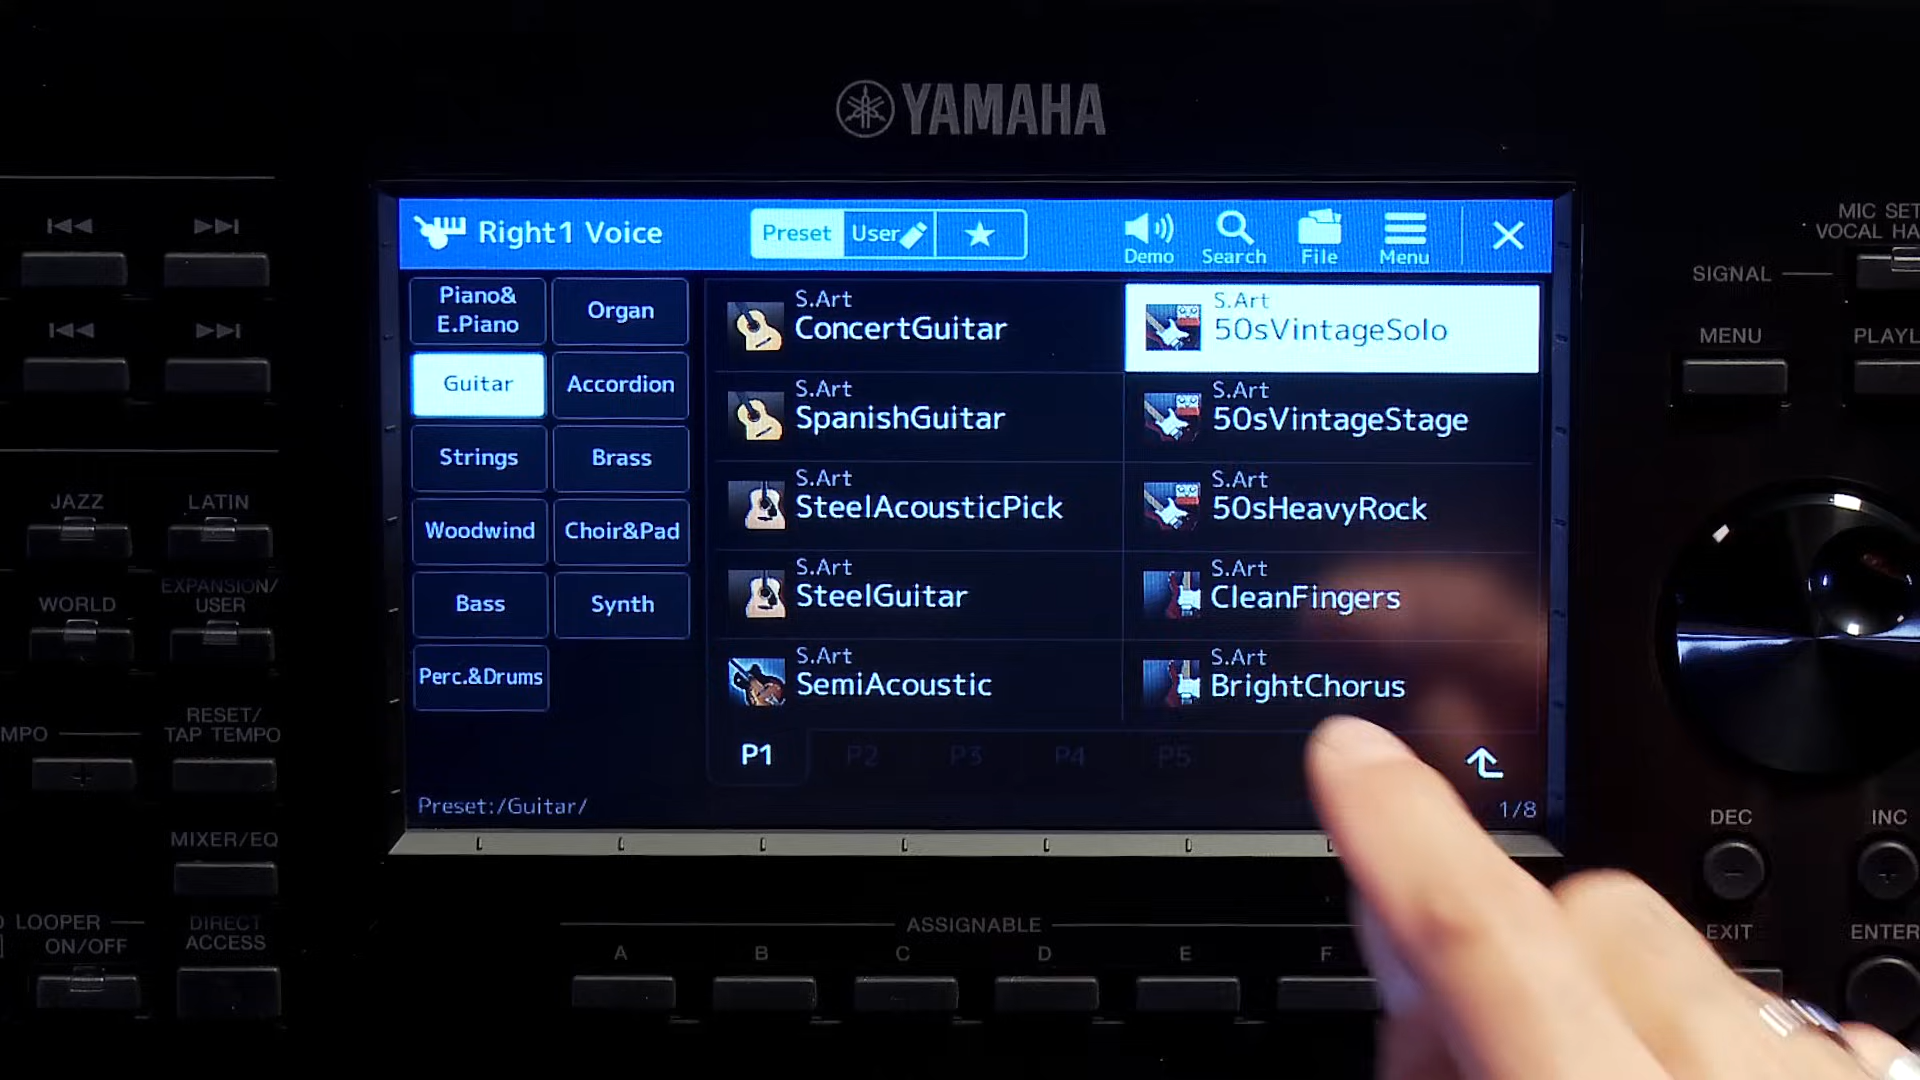 YAMAHA
Right1 Voice
Preset
User
Demo
Search
File
Menu
Piano&
E.Piano
Organ
Guitar
Accordion
Strings
Brass
Woodwind
Choir&Pad
Bass
Synth
Perc.&Drums
S.Art
ConcertGuitar
S.Art
50sVintageSolo
S.Art
SpanishGuitar
S.Art
50sVintageStage
S.Art
SteelAcousticPick
S.Art
50sHeavyRock
S.Art
SteelGuitar
S.Art
CleanFingers
S.Art
SemiAcoustic
S.Art
BrightChorus
P1
P2
P3
P4
P5
Preset:/Guitar/
1/8
JAZZ
LATIN
WORLD
EXPANSION/
USER
MPO
RESET/
TAP TEMPO
MIXER/EQ
LOOPER
ON/OFF
DIRECT
ACCESS
ASSIGNABLE
A
B
C
D
E
F
MIC SET
VOCAL HA
SIGNAL
MENU
PLAYL
DEC
INC
EXIT
ENTER